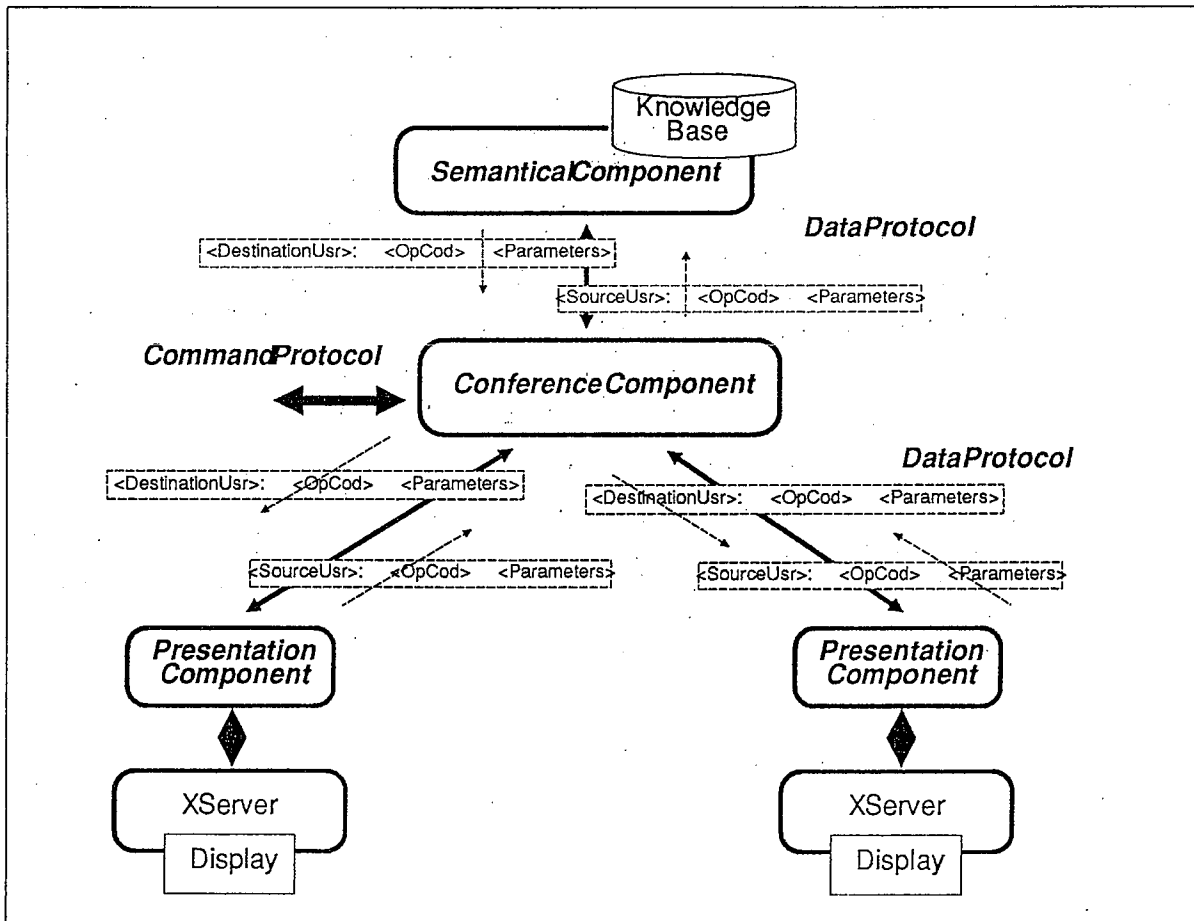 Knowledge
Base
SemanticalComponent
DataProtocol
<DestinationUsr>: <OpCod> <Parameters>
<SourceUsr>: <OpCod> <Parameters>
CommandProtocol
ConferenceComponent
DataProtocol
<DestinationUsr>: <OpCod> <Parameters>
<DestinationUsr>: <OpCod> <Parameters>
<SourceUsr>: <OpCod> <Parameters>
<SourceUsr>: <OpCod> <Parameters>
Presentation
Component
Presentation
Component
XServer
Display
XServer
Display